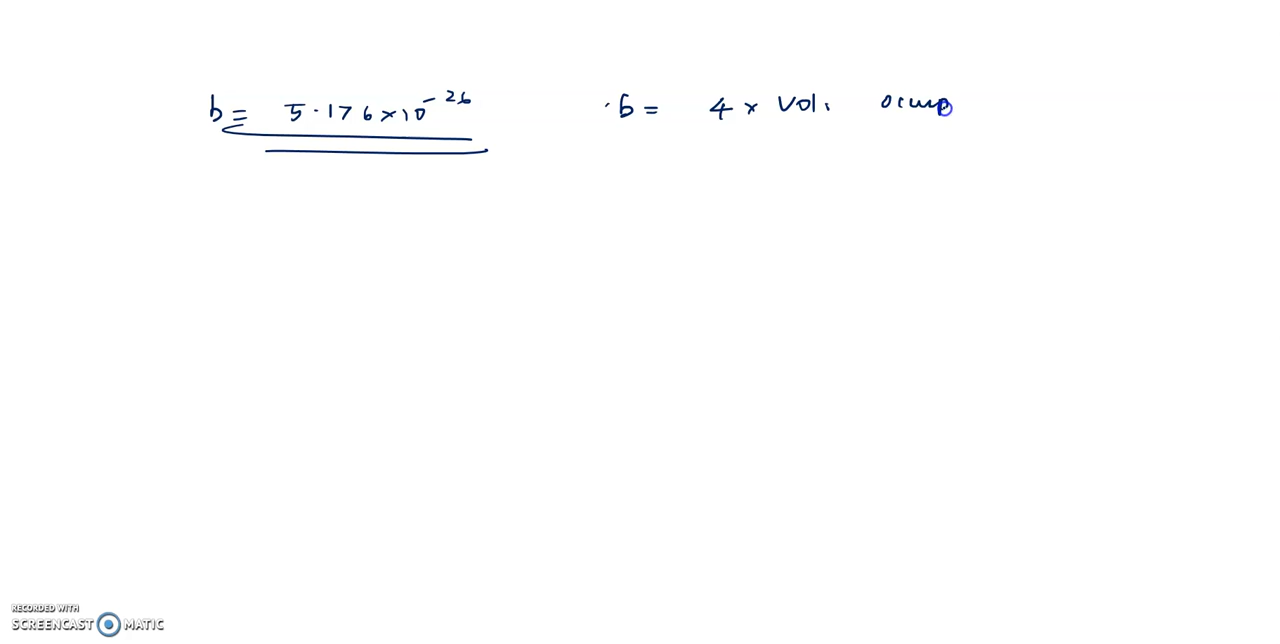 b = 5.176 × 10⁻²⁶
b = 4 × Vol. occup
RECORDED WITH
SCREENCAST MATIC